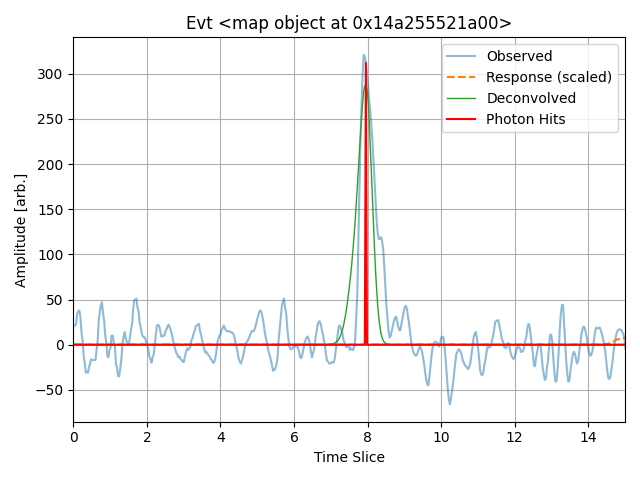 Evt <map object at 0x14a255521a00>
Observed
Response (scaled)
Deconvolved
Photon Hits
Amplitude [arb.]
300
250
200
150
100
50
0
−50
0 2 4 6 8 10 12 14
Time Slice